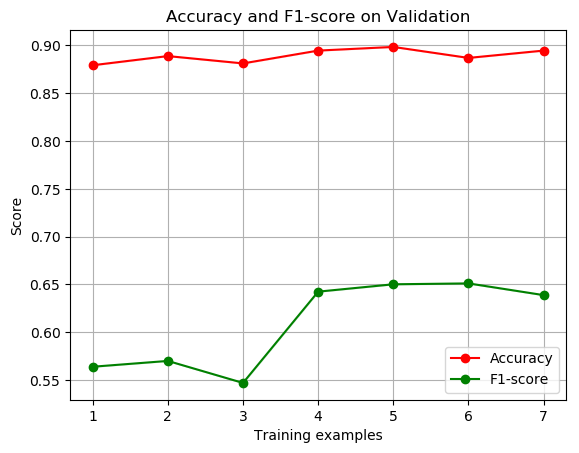 Accuracy and F1-score on Validation
0.90
0.85
0.80
0.75
0.70
0.65
0.60
0.55
Score
1 2 3 4 5 6 7
Training examples
Accuracy
F1-score